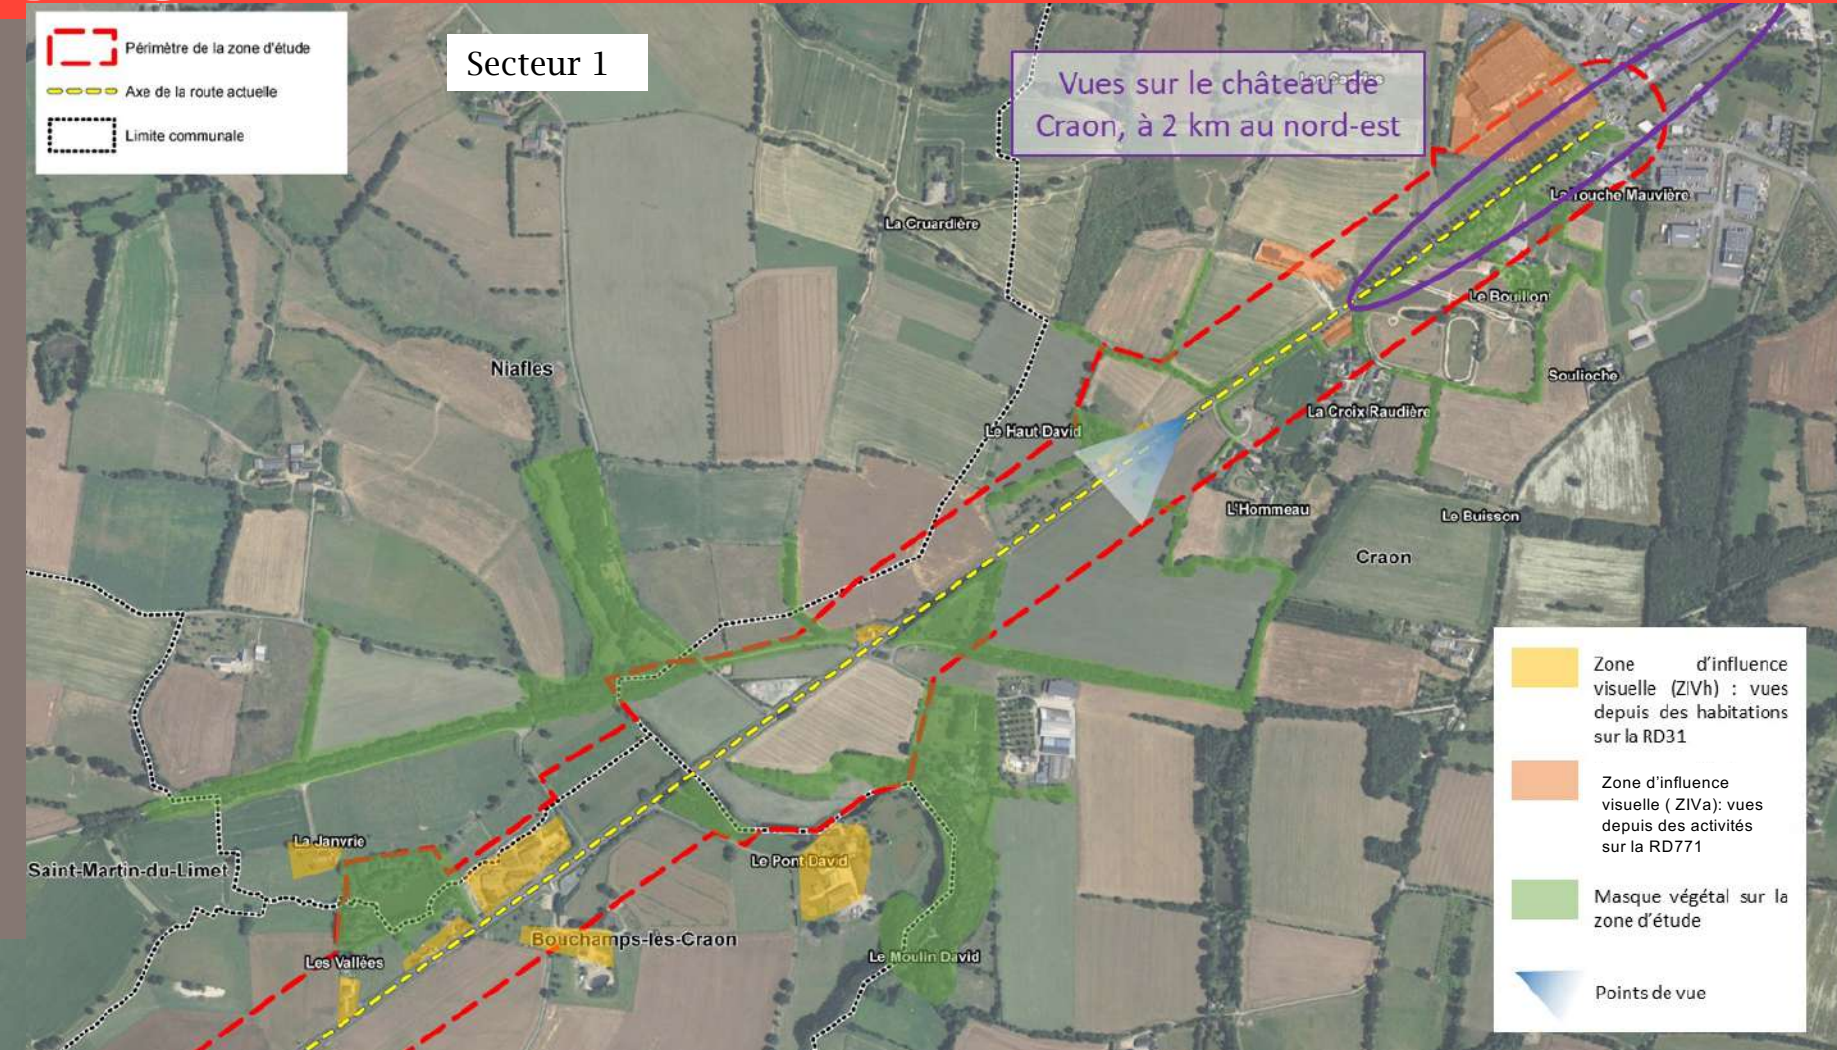 Périmètre de la zone d'étude
Axe de la route actuelle
Limite communale
Secteur 1
Vues sur le château de
Craon, à 2 km au nord-est
La Touche Mauvière
La Gruardière
Le Bouillon
Niafles
Soulioche
La Croix Raudière
Le Haut David
L'Hommeau
Le Buisson
Craon
La Janvrie
Saint-Martin-du-Limet
Le Pont David
Bouchamps-lès-Craon
Les Vallées
Le Moulin David
Zone d'influence
visuelle (ZIVh) : vues
depuis des habitations
sur la RD31
Zone d'influence
visuelle ( ZIVa): vues
depuis des activités
sur la RD771
Masque végétal sur la
zone d'étude
Points de vue